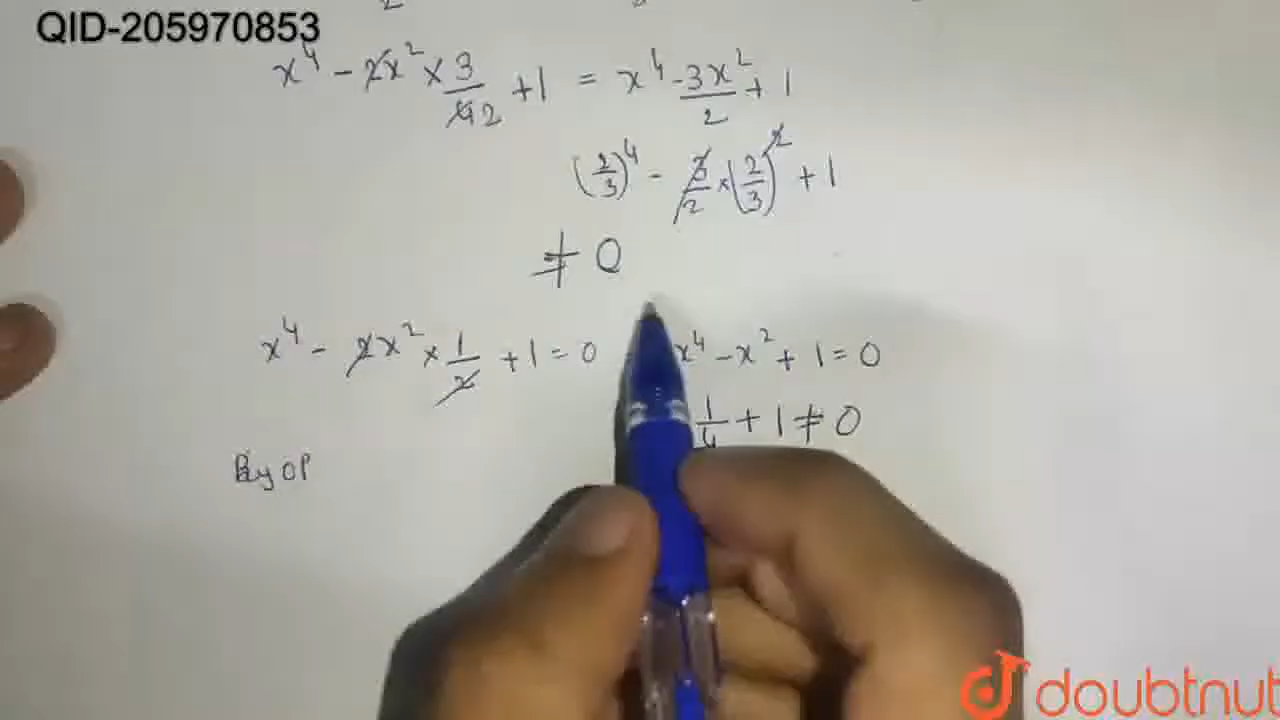 QID-205970853
x⁴ - 2x² × 3/42 + 1 = x⁴ - 3x²/2 + 1
(2/3)⁴ - 3/2 × (2/3)² + 1
≠ 0
x⁴ - 2x² × 1/2 + 1 = 0 x⁴ - x² + 1 = 0
1/4 + 1 ≠ 0
By OP
doubtnut